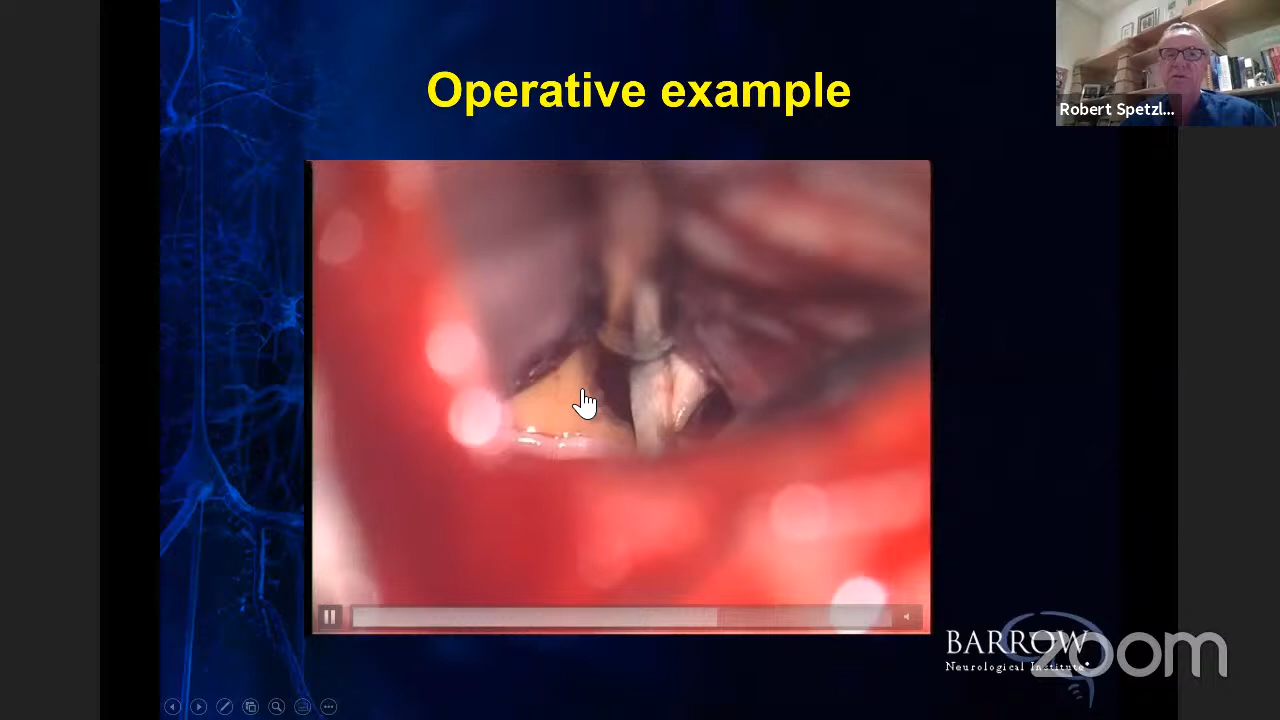 Operative example
Robert Spetzl...
BARROW
Neurological Institute
zoom